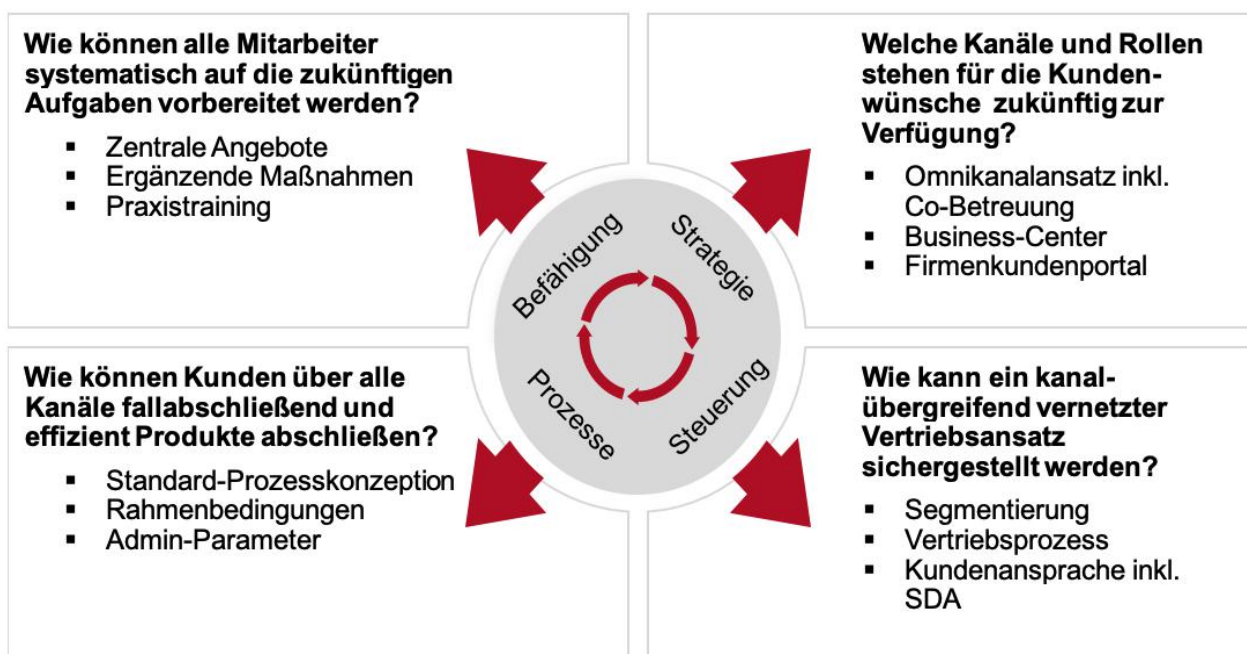 Wie können alle Mitarbeiter
systematisch auf die zukünftigen
Aufgaben vorbereitet werden?
▪ Zentrale Angebote
▪ Ergänzende Maßnahmen
▪ Praxistraining
Welche Kanäle und Rollen
stehen für die Kunden-
wünsche zukünftig zur
Verfügung?
▪ Omnikanalansatz inkl.
Co-Betreuung
▪ Business-Center
▪ Firmenkundenportal
Befähigung
Strategie
Prozesse
Steuerung
Wie können Kunden über alle
Kanäle fallabschließend und
effizient Produkte abschließen?
▪ Standard-Prozesskonzeption
▪ Rahmenbedingungen
▪ Admin-Parameter
Wie kann ein kanal-
übergreifend vernetzter
Vertriebsansatz
sichergestellt werden?
▪ Segmentierung
▪ Vertriebsprozess
▪ Kundenansprache inkl.
SDA